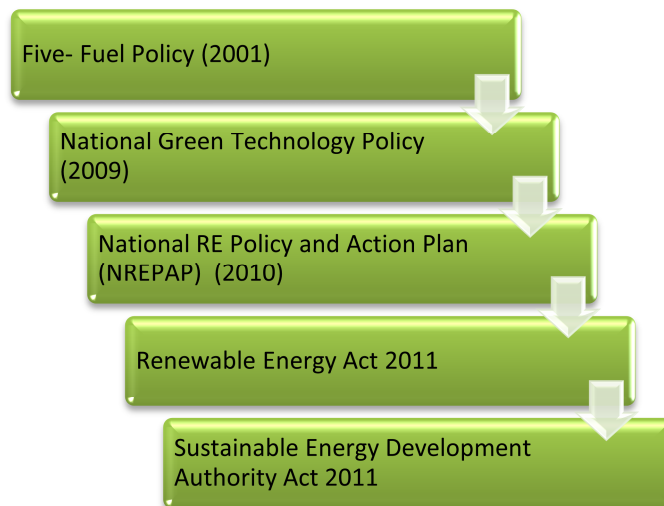 Five- Fuel Policy (2001)
National Green Technology Policy
(2009)
National RE Policy and Action Plan
(NREPAP)  (2010)
Renewable Energy Act 2011
Sustainable Energy Development
Authority Act 2011